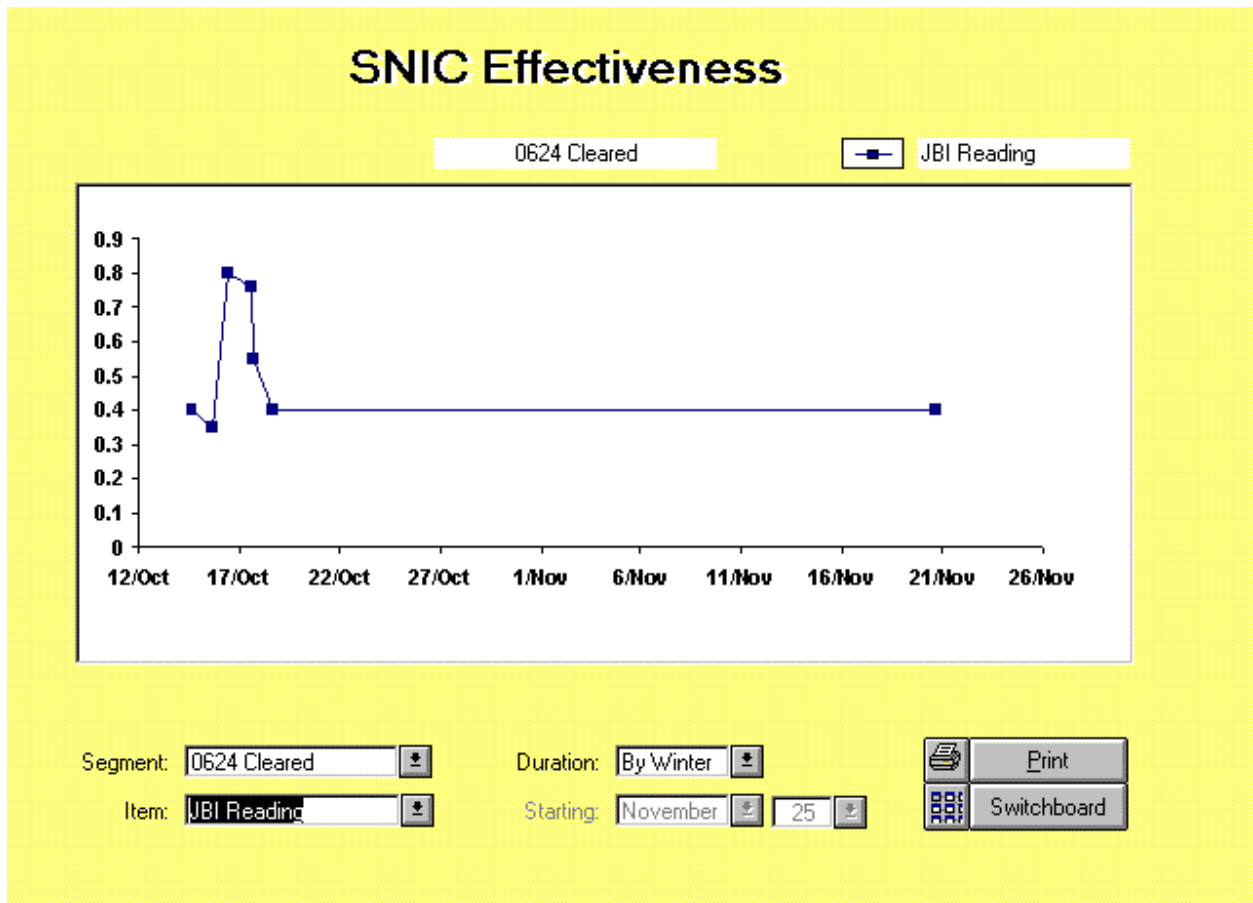 SNIC Effectiveness
0624 Cleared
JBI Reading
0.9
0.8
0.7
0.6
0.5
0.4
0.3
0.2
0.1
0
12/Oct 17/Oct 22/Oct 27/Oct 1/Nov 6/Nov 11/Nov 16/Nov 21/Nov 26/Nov
Segment: 0624 Cleared Duration: By Winter Print
Item: JBI Reading Starting: November 25 Switchboard